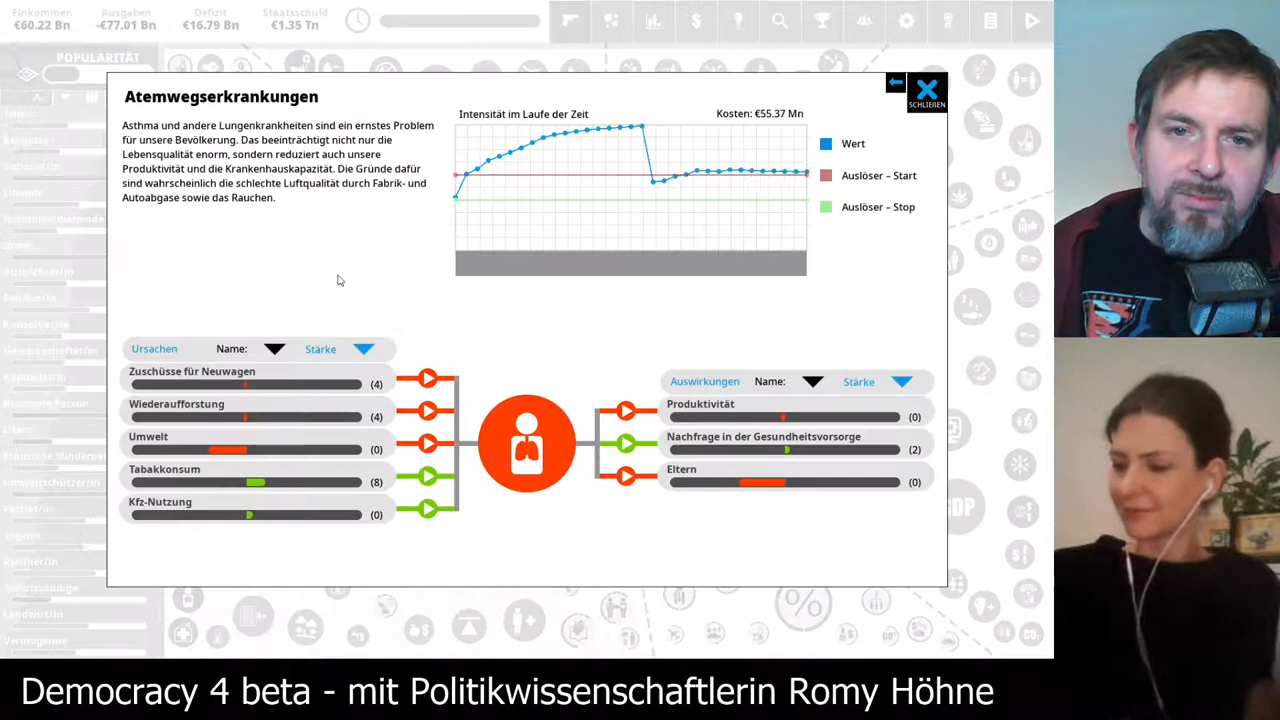 Einkommen
Ausgaben
Defizit
Staatsschuld
€60.22 Bn
-€77.01 Bn
€16.79 Bn
€1.35 Tn
POPULARITÄT
Atemwegserkrankungen
SCHLIEßEN
Asthma und andere Lungenkrankheiten sind ein ernstes Problem
für unsere Bevölkerung. Das beeinträchtigt nicht nur die
Lebensqualität enorm, sondern reduziert auch unsere
Produktivität und die Krankenhauskapazität. Die Gründe dafür
sind wahrscheinlich die schlechte Luftqualität durch Fabrik- und
Autoabgase sowie das Rauchen.
Intensität im Laufe der Zeit
Kosten: €55.37 Mn
Wert
Auslöser – Start
Auslöser – Stop
Ursachen Name: Stärke
Zuschüsse für Neuwagen
(4)
Wiederaufforstung
(4)
Umwelt
(0)
Tabakkonsum
(8)
Kfz-Nutzung
(0)
Auswirkungen Name: Stärke
Produktivität
(0)
Nachfrage in der Gesundheitsvorsorge
(2)
Eltern
(0)
Democracy 4 beta - mit Politikwissenschaftlerin Romy Höhne